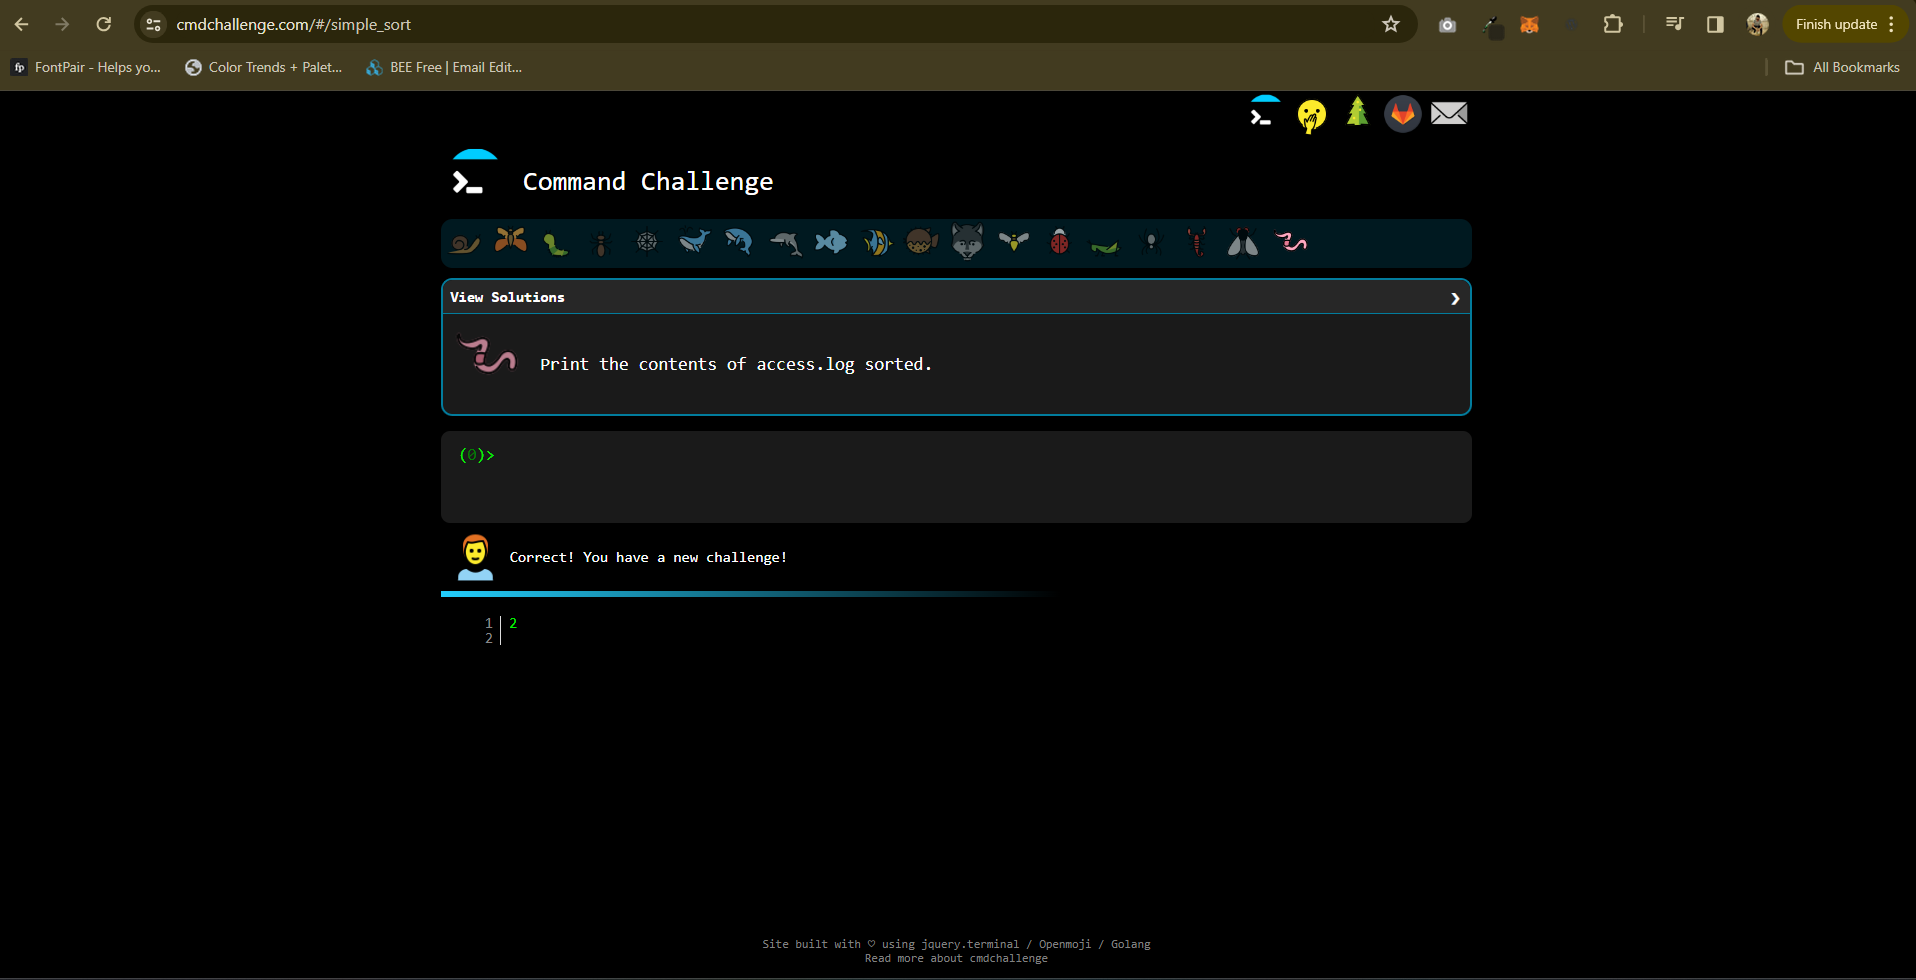 cmdchallenge.com/#/simple_sort
Finish update
fp FontPair - Helps yo...
Color Trends + Palet...
BEE Free | Email Edit...
All Bookmarks
Command Challenge
View Solutions
Print the contents of access.log sorted.
(0)>
Correct! You have a new challenge!
1 2
2
Site built with ♡ using jquery.terminal / Openmoji / Golang
Read more about cmdchallenge